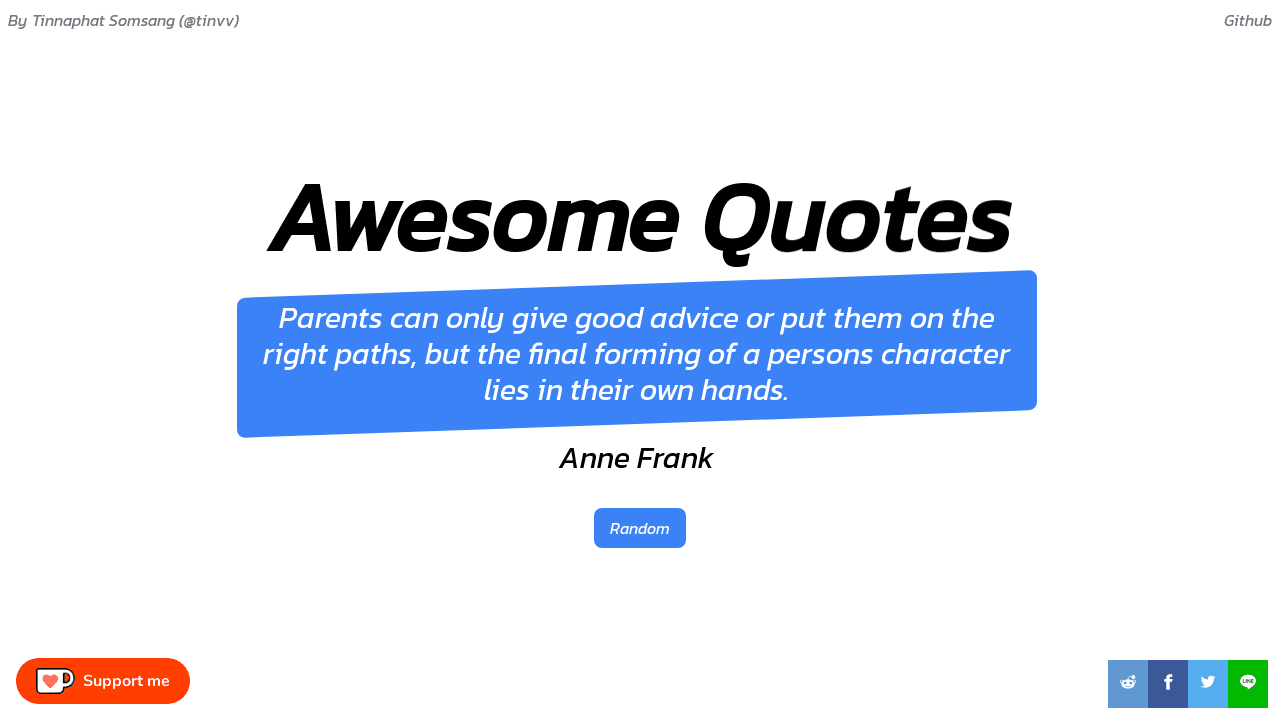 By Tinnaphat Somsang (@tinvv)
Github
Awesome Quotes
Parents can only give good advice or put them on the
right paths, but the final forming of a persons character
lies in their own hands.
Anne Frank
Random
Support me
LINE